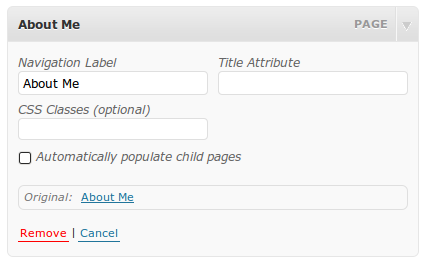 About Me PAGE
Navigation Label Title Attribute
About Me
CSS Classes (optional)
Automatically populate child pages
Original: About Me
Remove | Cancel